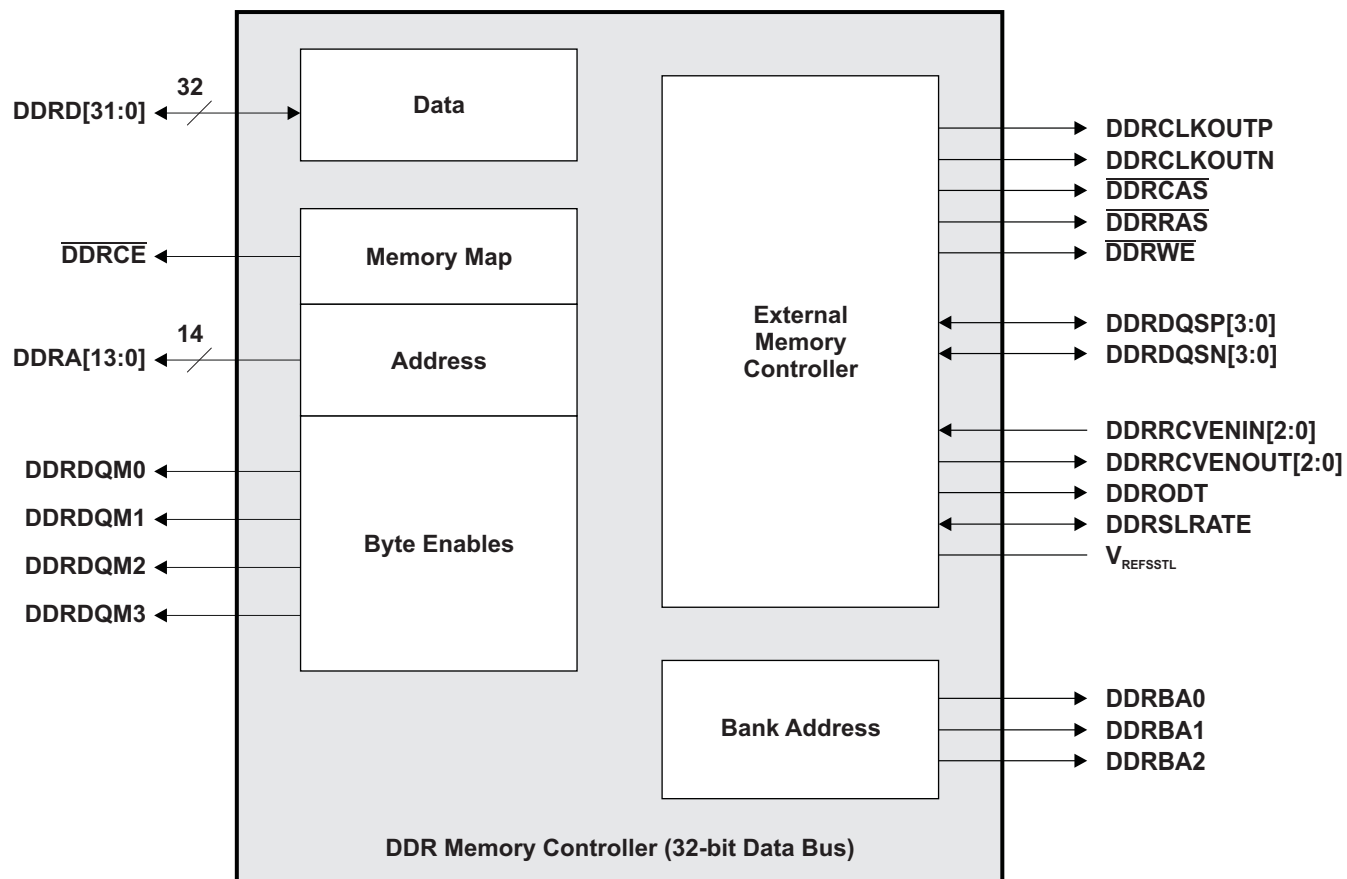 32
DDRD[31:0]
Data
DDRCE
Memory Map
14
DDRA[13:0]
Address
DDRDQM0
DDRDQM1
DDRDQM2
DDRDQM3
Byte Enables
External
Memory
Controller
DDRCLKOUTP
DDRCLKOUTN
DDRCAS
DDRRAS
DDRWE
DDRDQSP[3:0]
DDRDQSN[3:0]
DDRRCVENIN[2:0]
DDRRCVENOUT[2:0]
DDRODT
DDRSLRATE
VREFSSTL
Bank Address
DDRBA0
DDRBA1
DDRBA2
DDR Memory Controller (32-bit Data Bus)